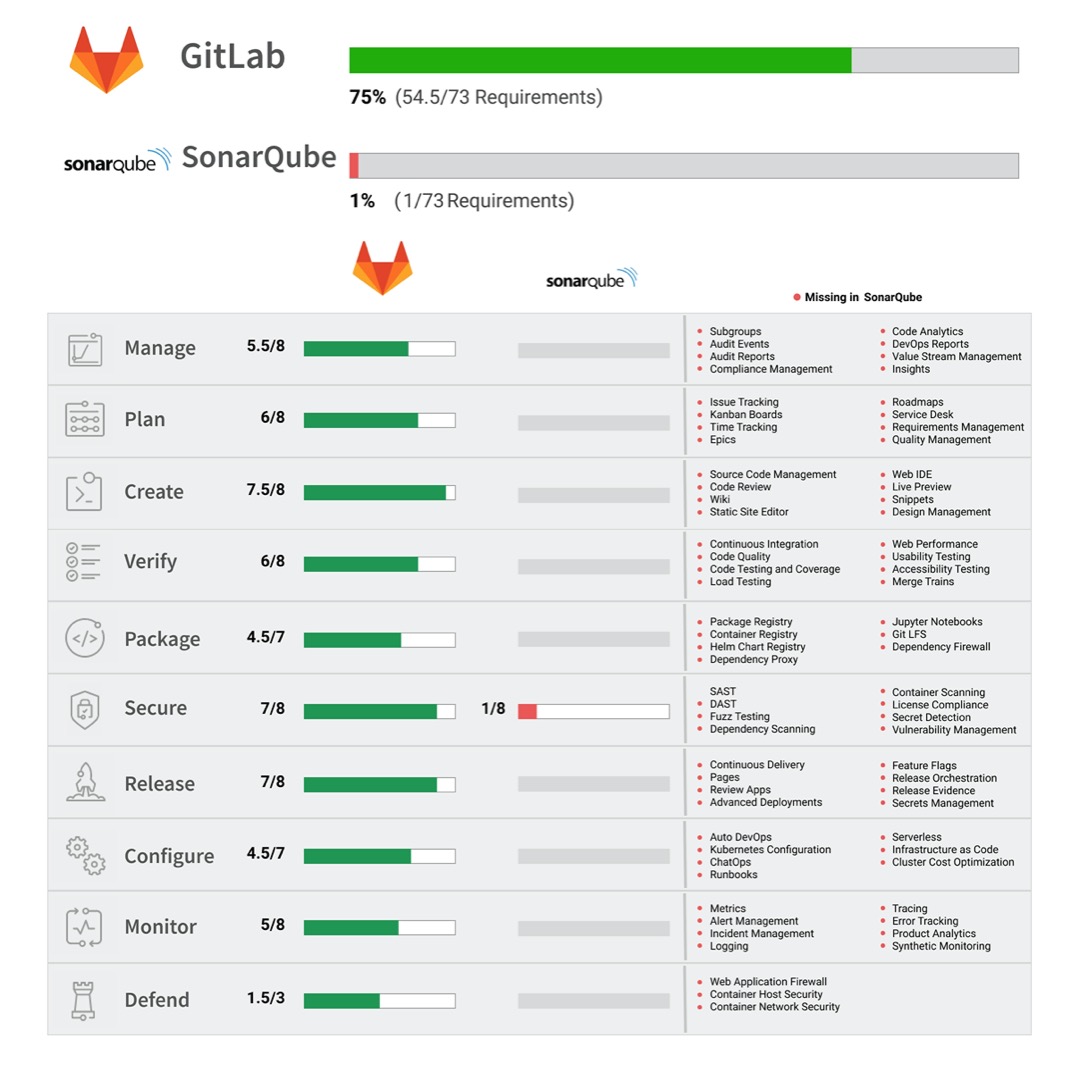 GitLab
75% (54.5/73 Requirements)
sonarqube SonarQube
1% (1/73 Requirements)
sonarqube
Missing in SonarQube
Manage 5.5/8
Subgroups
Audit Events
Audit Reports
Compliance Management
Code Analytics
DevOps Reports
Value Stream Management
Insights
Plan 6/8
Issue Tracking
Kanban Boards
Time Tracking
Epics
Roadmaps
Service Desk
Requirements Management
Quality Management
Create 7.5/8
Source Code Management
Code Review
Wiki
Static Site Editor
Web IDE
Live Preview
Snippets
Design Management
Verify 6/8
Continuous Integration
Code Quality
Code Testing and Coverage
Load Testing
Web Performance
Usability Testing
Accessibility Testing
Merge Trains
Package 4.5/7
Package Registry
Container Registry
Helm Chart Registry
Dependency Proxy
Jupyter Notebooks
Git LFS
Dependency Firewall
Secure 7/8 1/8
SAST
DAST
Fuzz Testing
Dependency Scanning
Container Scanning
License Compliance
Secret Detection
Vulnerability Management
Release 7/8
Continuous Delivery
Pages
Review Apps
Advanced Deployments
Feature Flags
Release Orchestration
Release Evidence
Secrets Management
Configure 4.5/7
Auto DevOps
Kubernetes Configuration
ChatOps
Runbooks
Serverless
Infrastructure as Code
Cluster Cost Optimization
Monitor 5/8
Metrics
Alert Management
Incident Management
Logging
Tracing
Error Tracking
Product Analytics
Synthetic Monitoring
Defend 1.5/3
Web Application Firewall
Container Host Security
Container Network Security